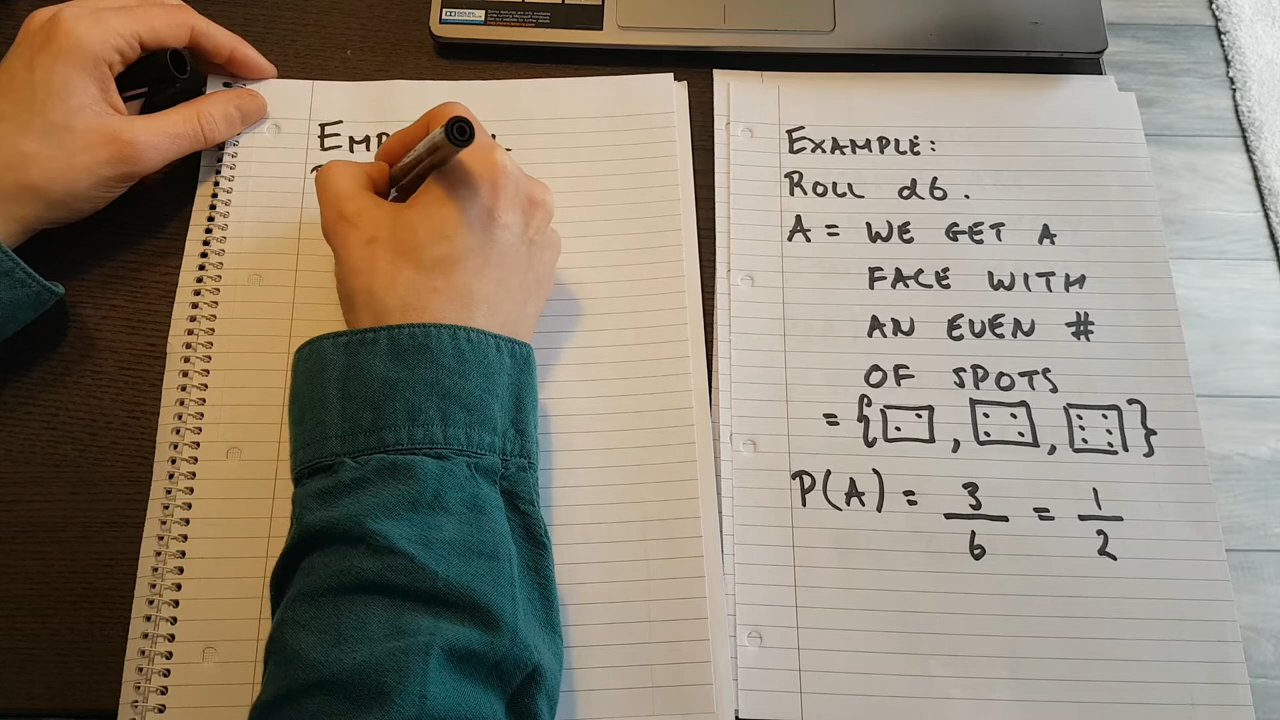 Example:
Roll d6.
A = we get a
face with
an even #
of spots
= { , , }
P(A) = 3/6 = 1/2